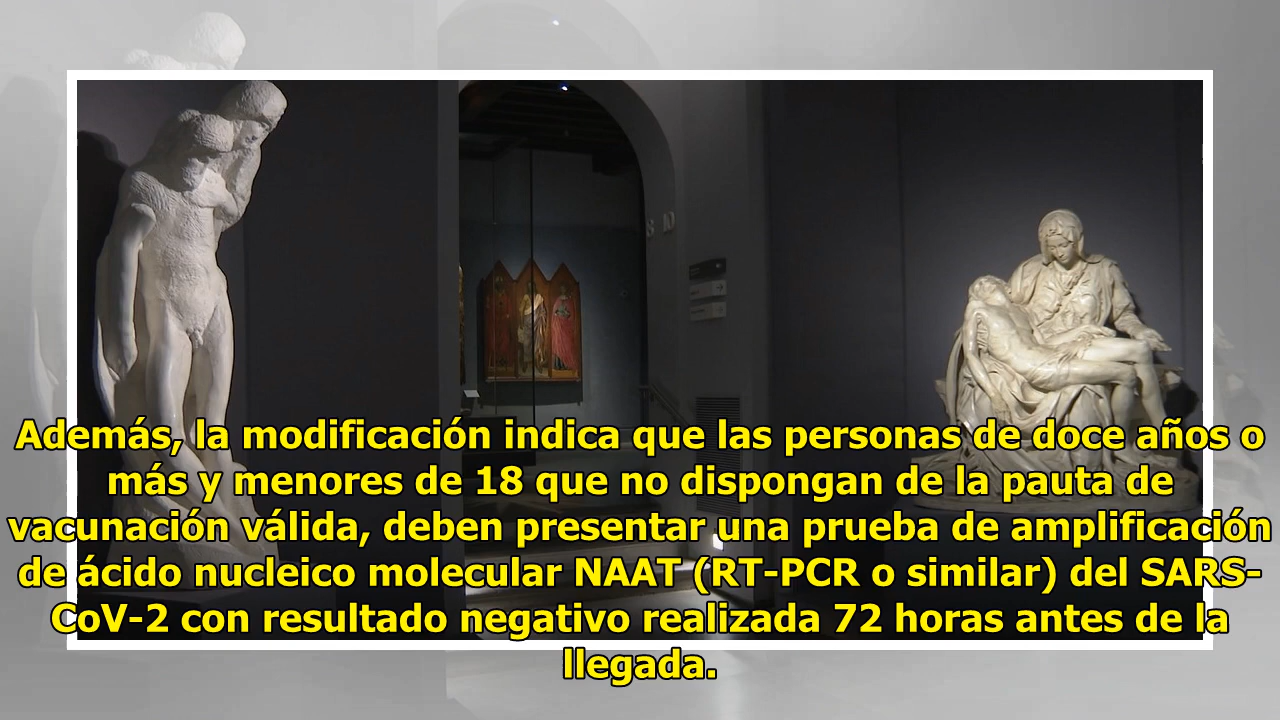 Además, la modificación indica que las personas de doce años o
más y menores de 18 que no dispongan de la pauta de
vacunación válida, deben presentar una prueba de amplificación
de ácido nucleico molecular NAAT (RT-PCR o similar) del SARS-
CoV-2 con resultado negativo realizada 72 horas antes de la
llegada.